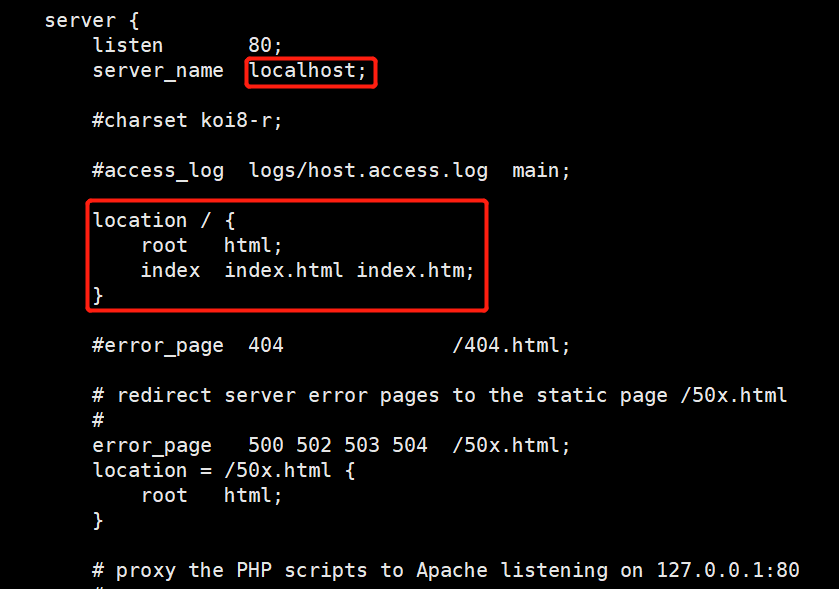 server {
listen       80;
server_name  localhost;
#charset koi8-r;
#access_log  logs/host.access.log  main;
location / {
root   html;
index  index.html index.htm;
}
#error_page  404              /404.html;
# redirect server error pages to the static page /50x.html
#
error_page   500 502 503 504  /50x.html;
location = /50x.html {
root   html;
}
# proxy the PHP scripts to Apache listening on 127.0.0.1:80
#